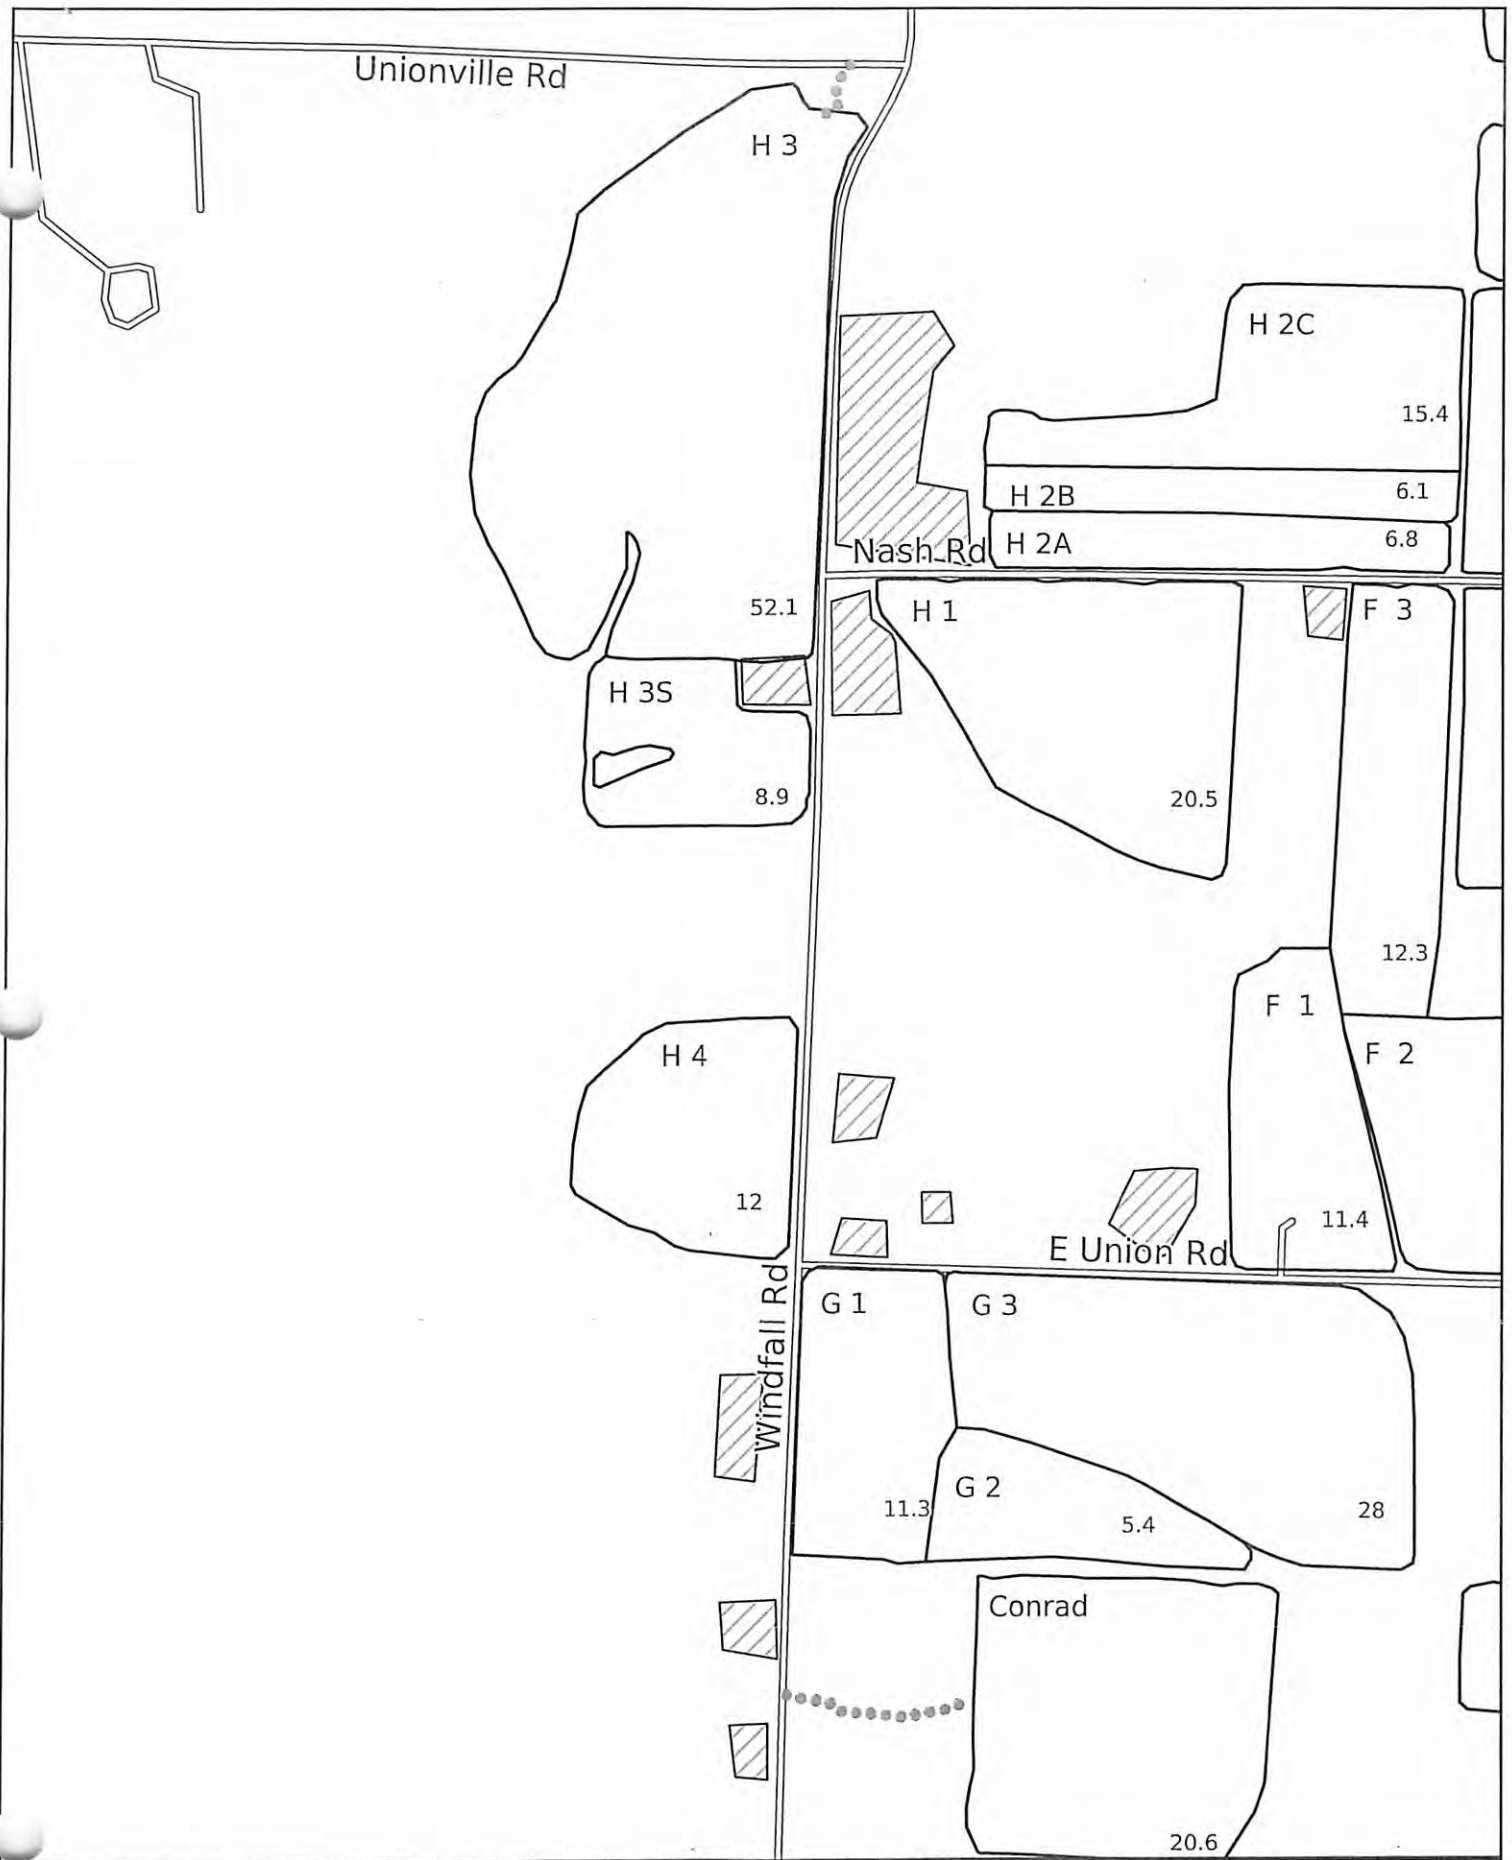 Unionville Rd
H 3
H 2C
15.4
H 2B
6.1
H 2A
6.8
Nash Rd
52.1
H 1
F 3
H 3S
8.9
20.5
12.3
F 1
H 4
F 2
12
11.4
E Union Rd
Windfall Rd
G 1
G 3
G 2
11.3
5.4
28
Conrad
20.6